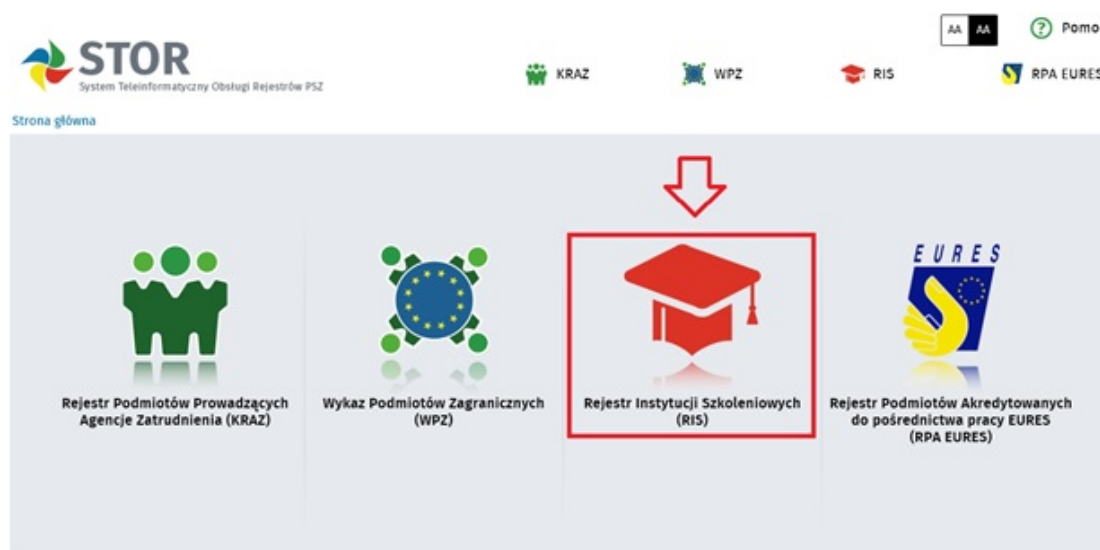 AA AA Pomo
STOR
System Teleinformatyczny Obsługi Rejestrów PSZ
KRAZ WPZ RIS RPA EURES
Strona główna
EURES
Rejestr Podmiotów Prowadzących
Agencje Zatrudnienia (KRAZ)
Wykaz Podmiotów Zagranicznych
(WPZ)
Rejestr Instytucji Szkoleniowych
(RIS)
Rejestr Podmiotów Akredytowanych
do pośrednictwa pracy EURES
(RPA EURES)